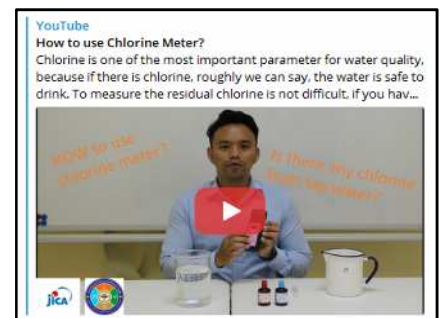 YouTube
How to use Chlorine Meter?
Chlorine is one of the most important parameter for water quality,
because if there is chlorine, roughly we can say, the water is safe to
drink. To measure the residual chlorine is not difficult, if you hav...
HOW to use
chlorine meter?
Is there any chlorine
tap water?
jica